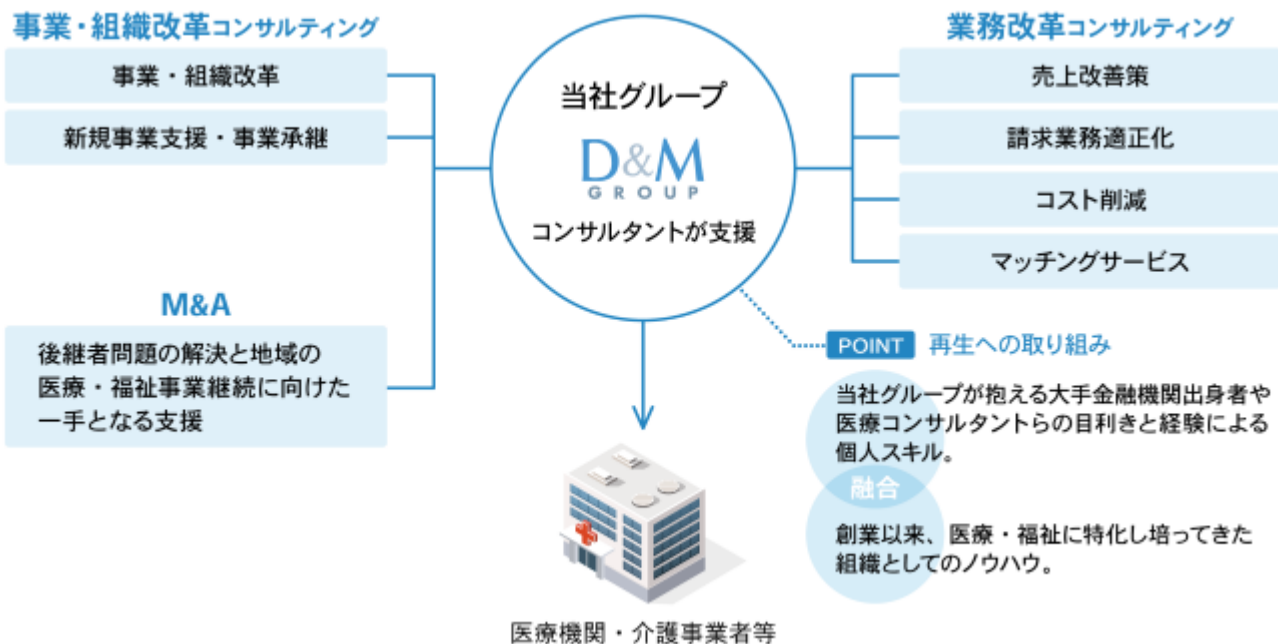 事業・組織改革コンサルティング
事業・組織改革
新規事業支援・事業承継
M&A
後継者問題の解決と地域の
医療・福祉事業継続に向けた
一手となる支援
当社グループ
D&M
GROUP
コンサルタントが支援
医療機関・介護事業者等
業務改革コンサルティング
売上改善策
請求業務適正化
コスト削減
マッチングサービス
POINT 再生への取り組み
当社グループが抱える大手金融機関出身者や
医療コンサルタントらの目利きと経験による
個人スキル。
融合
創業以来、医療・福祉に特化し培ってきた
組織としてのノウハウ。